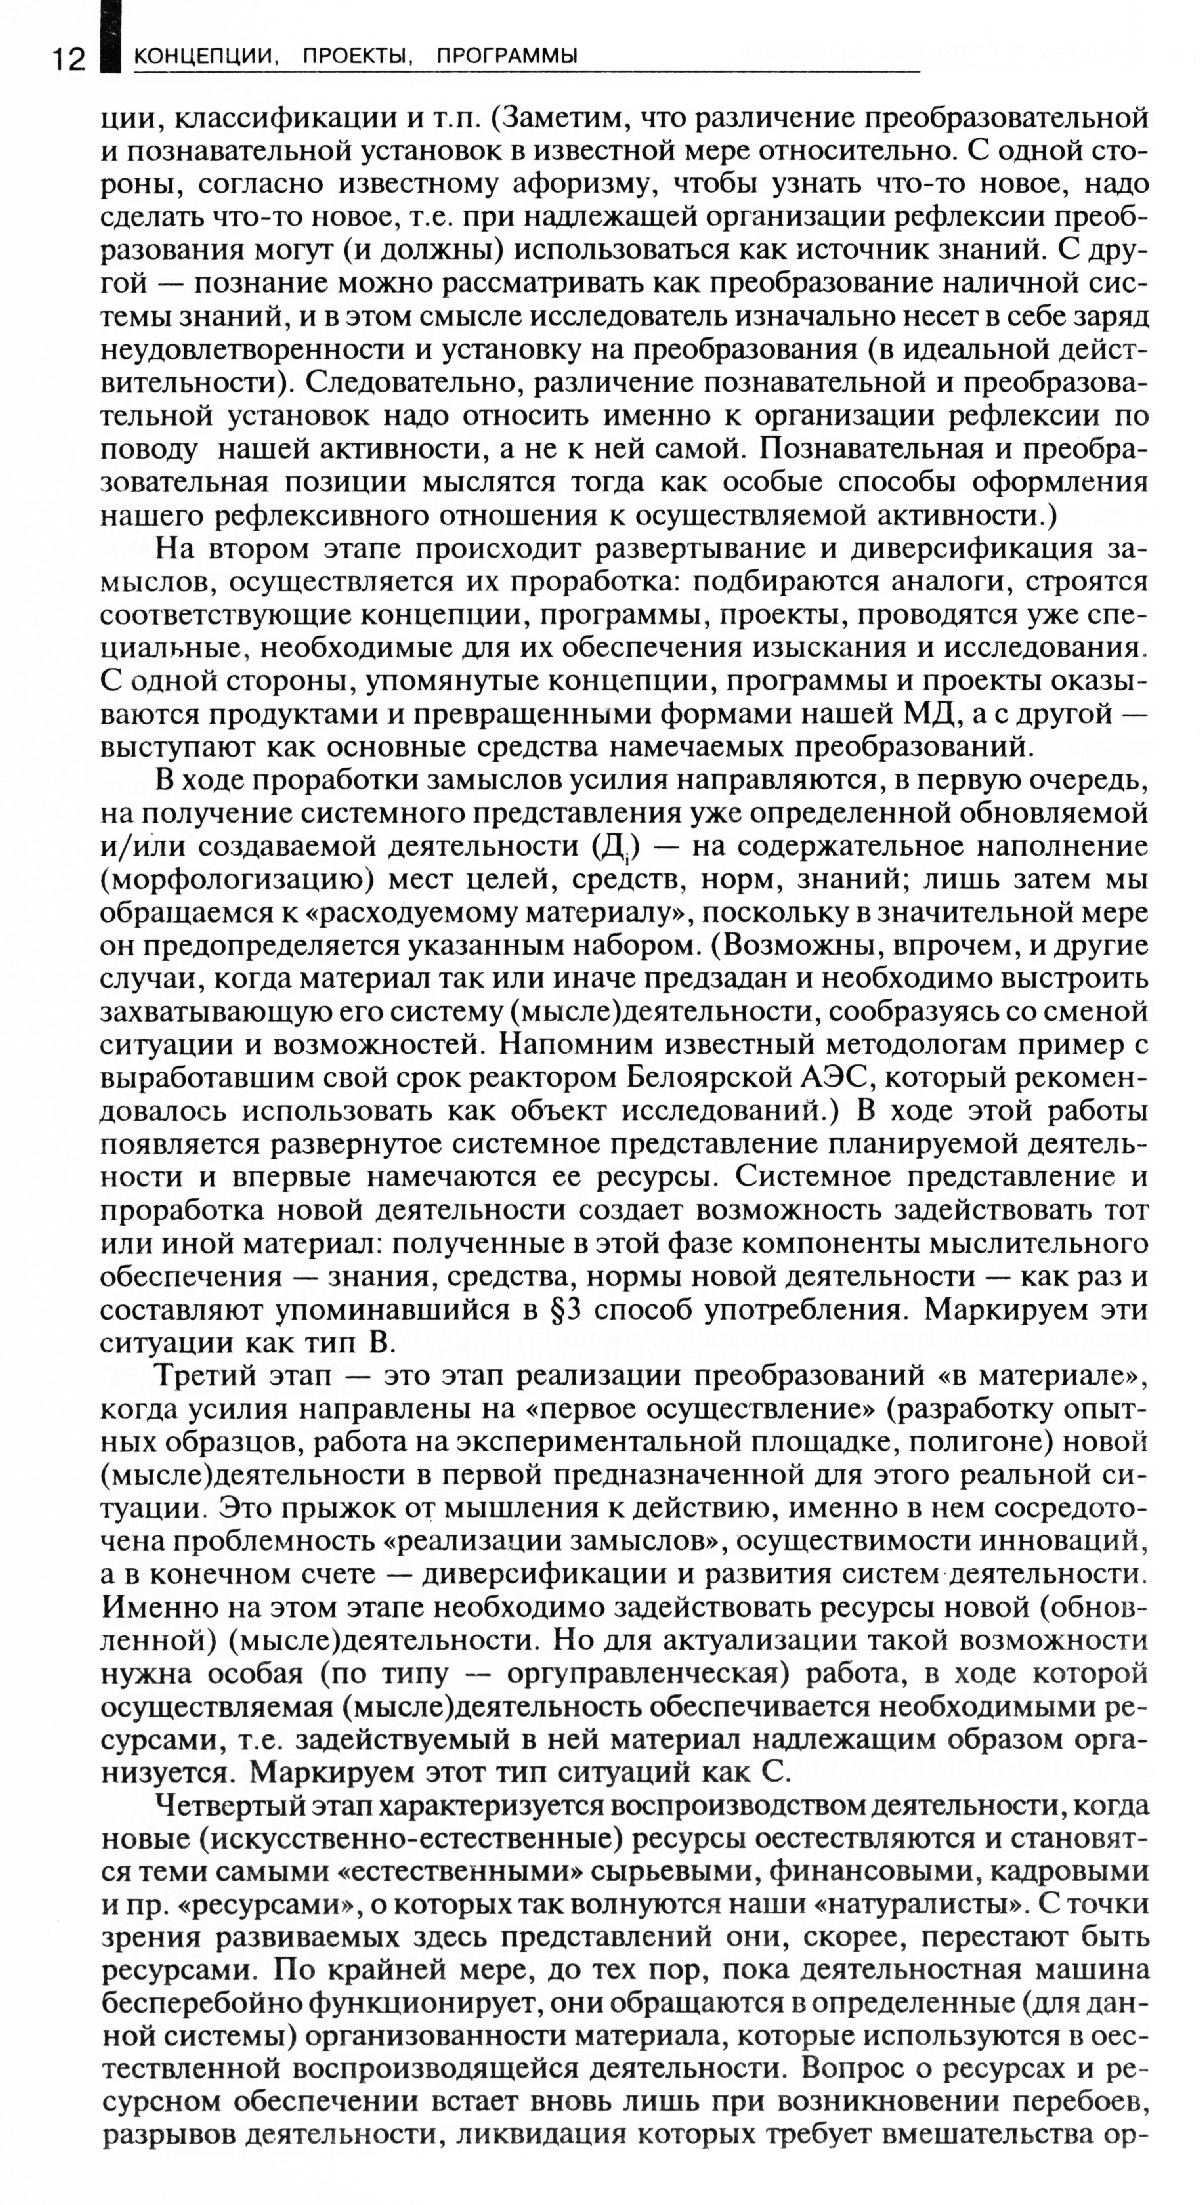 12 КОНЦЕПЦИИ, ПРОЕКТЫ, ПРОГРАММЫ
ции, классификации и т.п. (Заметим, что различение преобразовательной
и познавательной установок в известной мере относительно. С одной сто-
роны, согласно известному афоризму, чтобы узнать что-то новое, надо
сделать что-то новое, т.е. при надлежащей организации рефлексии преоб-
разования могут (и должны) использоваться как источник знаний. С дру-
гой — познание можно рассматривать как преобразование наличной сис-
темы знаний, и в этом смысле исследователь изначально несет в себе заряд
неудовлетворенности и установку на преобразования (в идеальной дейст-
вительности). Следовательно, различение познавательной и преобразова-
тельной установок надо относить именно к организации рефлексии по
поводу нашей активности, а не к ней самой. Познавательная и преобра-
зовательная позиции мыслятся тогда как особые способы оформления
нашего рефлексивного отношения к осуществляемой активности.)
На втором этапе происходит развертывание и диверсификация за-
мыслов, осуществляется их проработка: подбираются аналоги, строятся
соответствующие концепции, программы, проекты, проводятся уже спе-
циальные, необходимые для их обеспечения изыскания и исследования.
С одной стороны, упомянутые концепции, программы и проекты оказы-
ваются продуктами и превращенными формами нашей МД, а с другой —
выступают как основные средства намечаемых преобразований.
В ходе проработки замыслов усилия направляются, в первую очередь,
на получение системного представления уже определенной обновляемой
и/или создаваемой деятельности (Дᵢ) — на содержательное наполнение
(морфологизацию) мест целей, средств, норм, знаний; лишь затем мы
обращаемся к «расходуемому материалу», поскольку в значительной мере
он предопределяется указанным набором. (Возможны, впрочем, и другие
случаи, когда материал так или иначе предзадан и необходимо выстроить
захватывающую его систему (мысле)деятельности, сообразуясь со сменой
ситуации и возможностей. Напомним известный методологам пример с
выработавшим свой срок реактором Белоярской АЭС, который рекомен-
довалось использовать как объект исследований.) В ходе этой работы
появляется развернутое системное представление планируемой деятель-
ности и впервые намечаются ее ресурсы. Системное представление и
проработка новой деятельности создает возможность задействовать тот
или иной материал: полученные в этой фазе компоненты мыслительного
обеспечения — знания, средства, нормы новой деятельности — как раз и
составляют упоминавшийся в §3 способ употребления. Маркируем эти
ситуации как тип В.
Третий этап — это этап реализации преобразований «в материале»,
когда усилия направлены на «первое осуществление» (разработку опыт-
ных образцов, работа на экспериментальной площадке, полигоне) новой
(мысле)деятельности в первой предназначенной для этого реальной си-
туации. Это прыжок от мышления к действию, именно в нем сосредото-
чена проблемность «реализации замыслов», осуществимости инноваций,
а в конечном счете — диверсификации и развития систем деятельности.
Именно на этом этапе необходимо задействовать ресурсы новой (обнов-
ленной) (мысле)деятельности. Но для актуализации такой возможности
нужна особая (по типу — оргуправленческая) работа, в ходе которой
осуществляемая (мысле)деятельность обеспечивается необходимыми ре-
сурсами, т.е. задействуемый в ней материал надлежащим образом орга-
низуется. Маркируем этот тип ситуаций как С.
Четвертый этап характеризуется воспроизводством деятельности, когда
новые (искусственно-естественные) ресурсы оестествляются и становят-
ся теми самыми «естественными» сырьевыми, финансовыми, кадровыми
и пр. «ресурсами», о которых так волнуются наши «натуралисты». С точки
зрения развиваемых здесь представлений они, скорее, перестают быть
ресурсами. По крайней мере, до тех пор, пока деятельностная машина
бесперебойно функционирует, они обращаются в определенные (для дан-
ной системы) организованности материала, которые используются в оес-
тествленной воспроизводящейся деятельности. Вопрос о ресурсах и ре-
сурсном обеспечении встает вновь лишь при возникновении перебоев,
разрывов деятельности, ликвидация которых требует вмешательства ор-